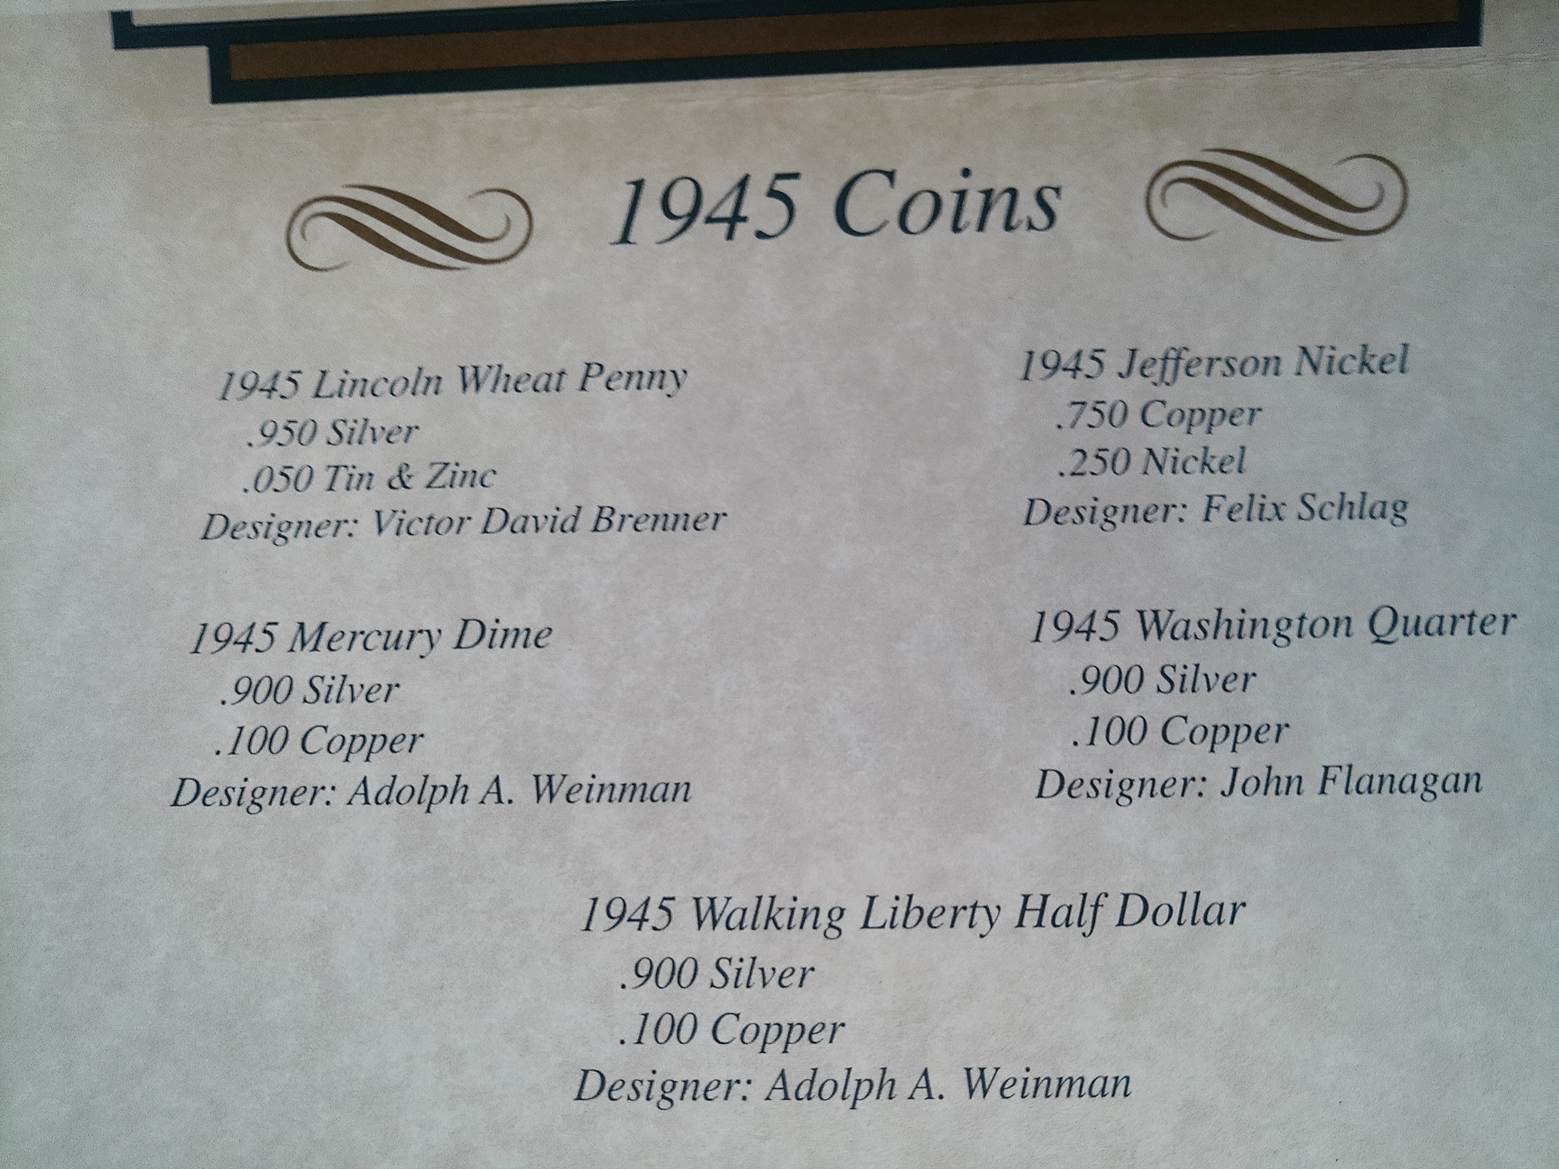 1945 Coins
1945 Lincoln Wheat Penny
.950 Silver
.050 Tin & Zinc
Designer: Victor David Brenner
1945 Jefferson Nickel
.750 Copper
.250 Nickel
Designer: Felix Schlag
1945 Mercury Dime
.900 Silver
.100 Copper
Designer: Adolph A. Weinman
1945 Washington Quarter
.900 Silver
.100 Copper
Designer: John Flanagan
1945 Walking Liberty Half Dollar
.900 Silver
.100 Copper
Designer: Adolph A. Weinman